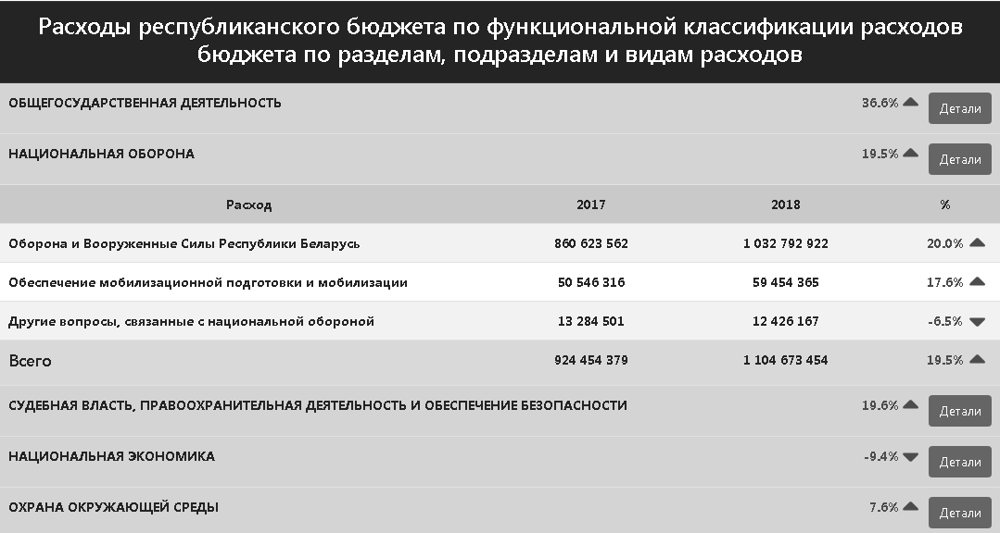 Расходы республиканского бюджета по функциональной классификации расходов
бюджета по разделам, подразделам и видам расходов
ОБЩЕГОСУДАРСТВЕННАЯ ДЕЯТЕЛЬНОСТЬ 36.6% Детали
НАЦИОНАЛЬНАЯ ОБОРОНА 19.5% Детали
Расход 2017 2018 %
Оборона и Вооруженные Силы Республики Беларусь 860 623 562 1 032 792 922 20.0%
Обеспечение мобилизационной подготовки и мобилизации 50 546 316 59 454 365 17.6%
Другие вопросы, связанные с национальной обороной 13 284 501 12 426 167 -6.5%
Всего 924 454 379 1 104 673 454 19.5%
СУДЕБНАЯ ВЛАСТЬ, ПРАВООХРАНИТЕЛЬНАЯ ДЕЯТЕЛЬНОСТЬ И ОБЕСПЕЧЕНИЕ БЕЗОПАСНОСТИ 19.6% Детали
НАЦИОНАЛЬНАЯ ЭКОНОМИКА -9.4% Детали
ОХРАНА ОКРУЖАЮЩЕЙ СРЕДЫ 7.6% Детали